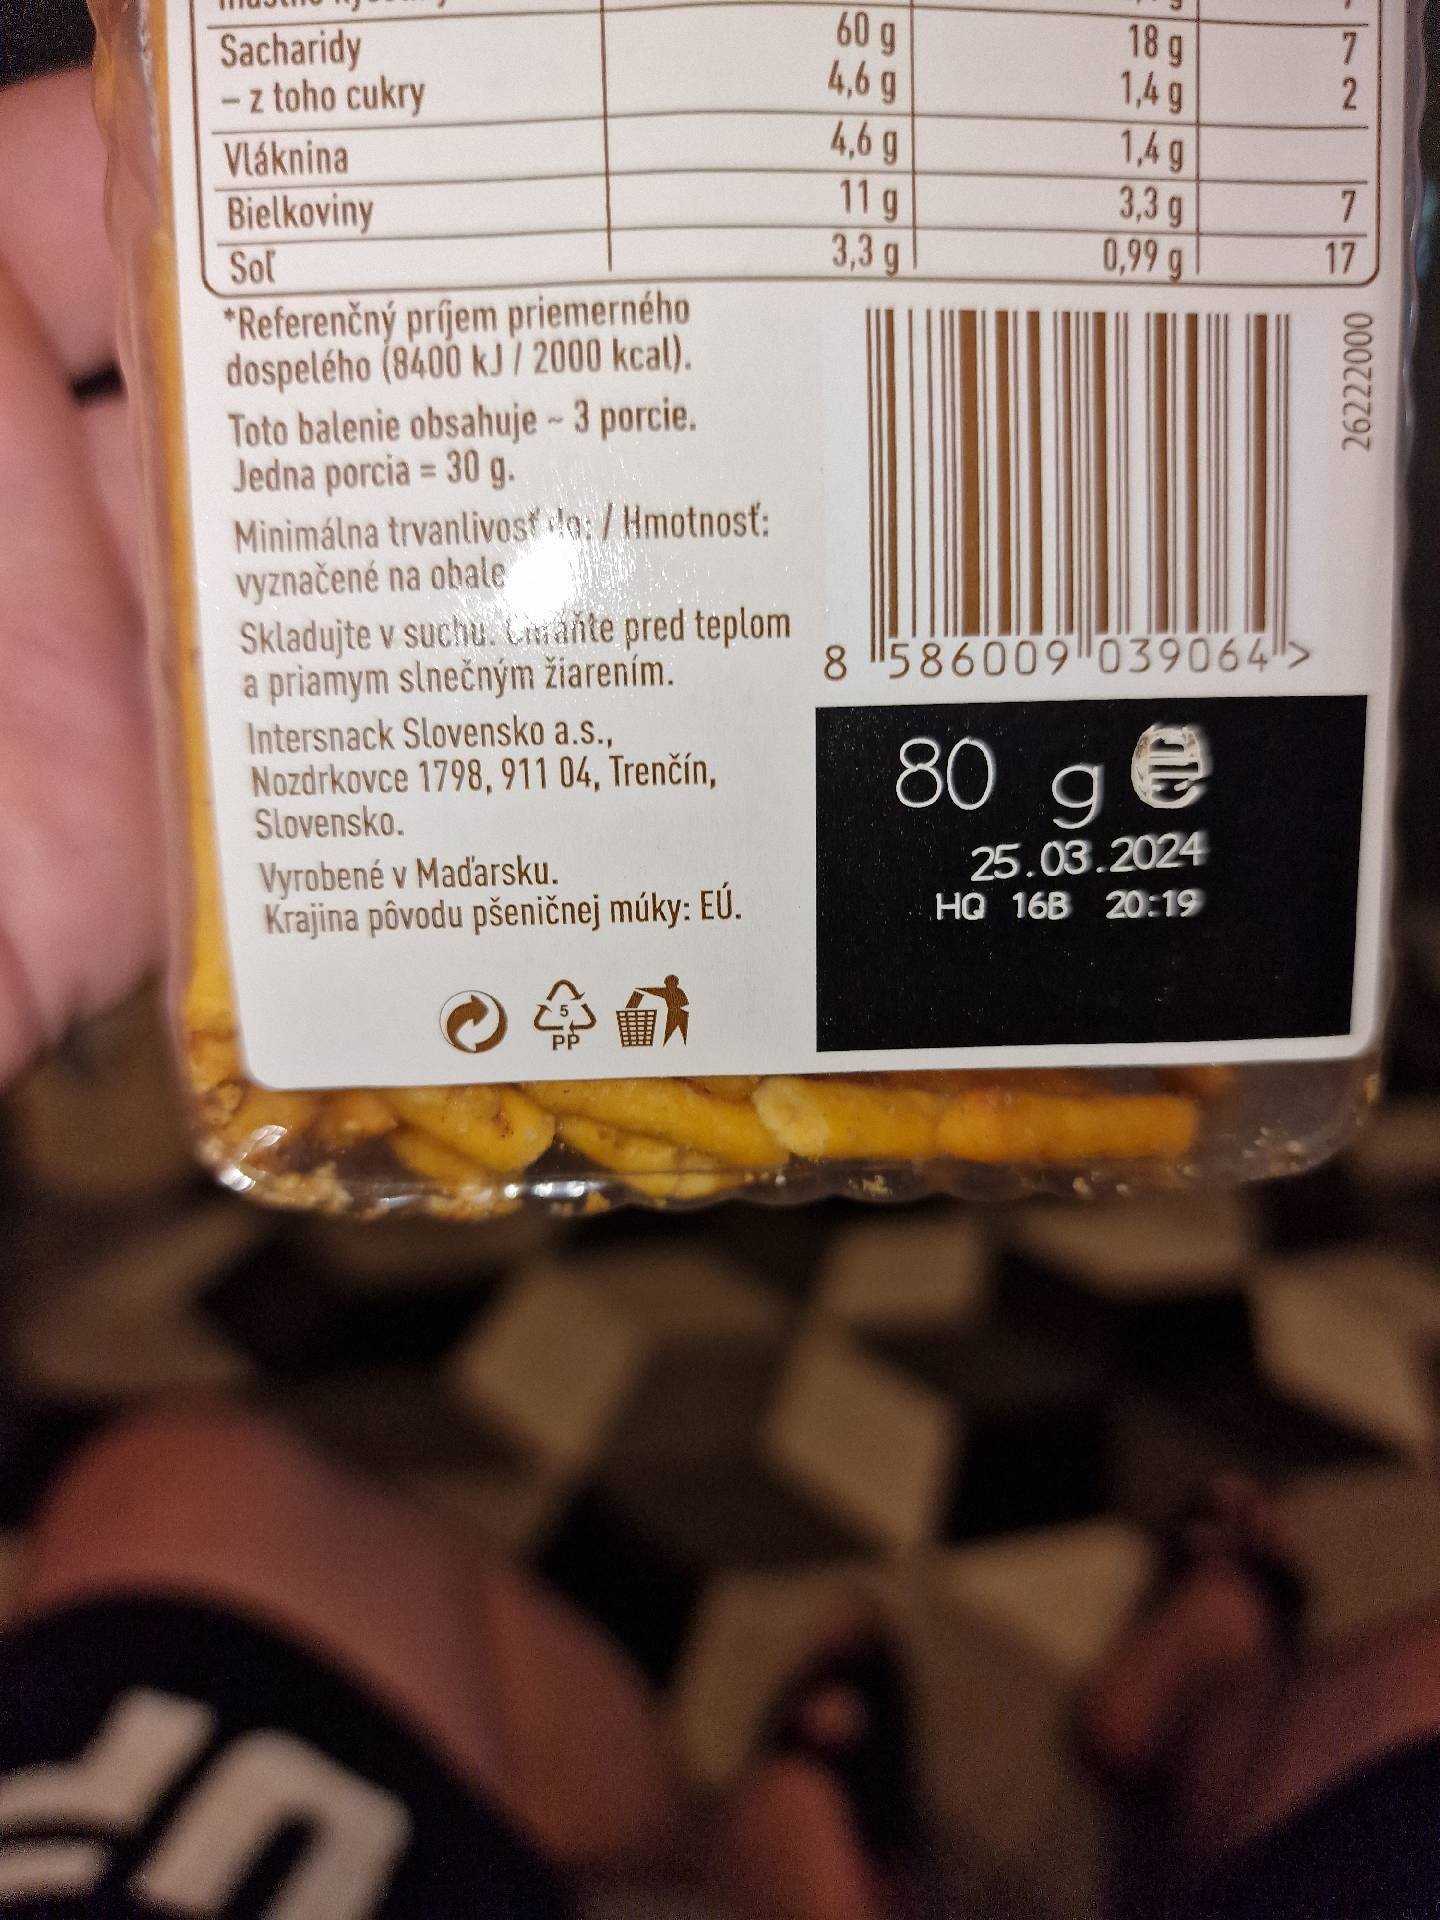 Sacharidy 60 g 18 g 7
– z toho cukry 4,6 g 1,4 g 2
Vláknina 4,6 g 1,4 g
Bielkoviny 11 g 3,3 g 7
Soľ 3,3 g 0,99 g 17
*Referenčný príjem priemerného
dospelého (8400 kJ / 2000 kcal).
Toto balenie obsahuje ~ 3 porcie.
Jedna porcia = 30 g.
Minimálna trvanlivosť do: / Hmotnosť:
vyznačené na obale
Skladujte v suchu. Chráňte pred teplom
a priamym slnečným žiarením.
Intersnack Slovensko a.s.,
Nozdrkovce 1798, 911 04, Trenčín,
Slovensko.
Vyrobené v Maďarsku.
Krajina pôvodu pšeničnej múky: EÚ.
5
PP
26222000
8 586009 039064 >
80 g e
25.03.2024
HQ 16B 20:19